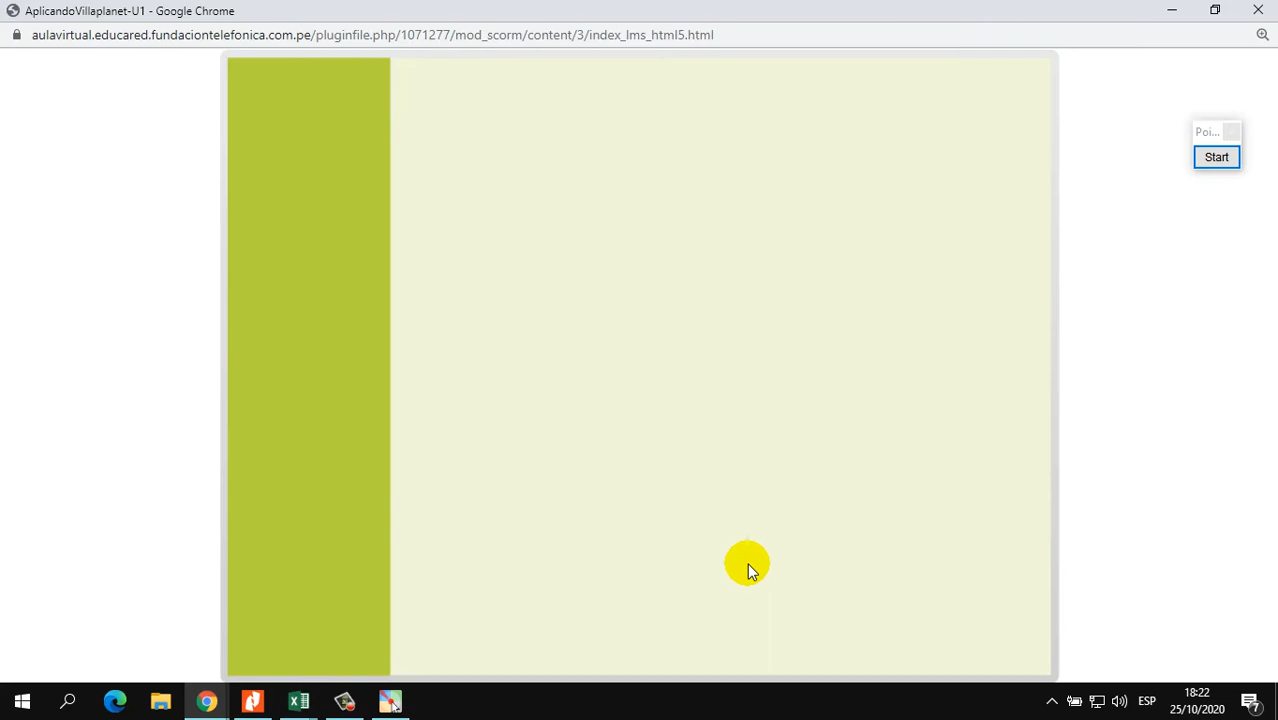 AplicandoVillaplanet-U1 - Google Chrome
aulavirtual.educared.fundaciontelefonica.com.pe/pluginfile.php/1071277/mod_scorm/content/3/index_lms_html5.html
Poi...
Start
ESP
18:22
25/10/2020
7